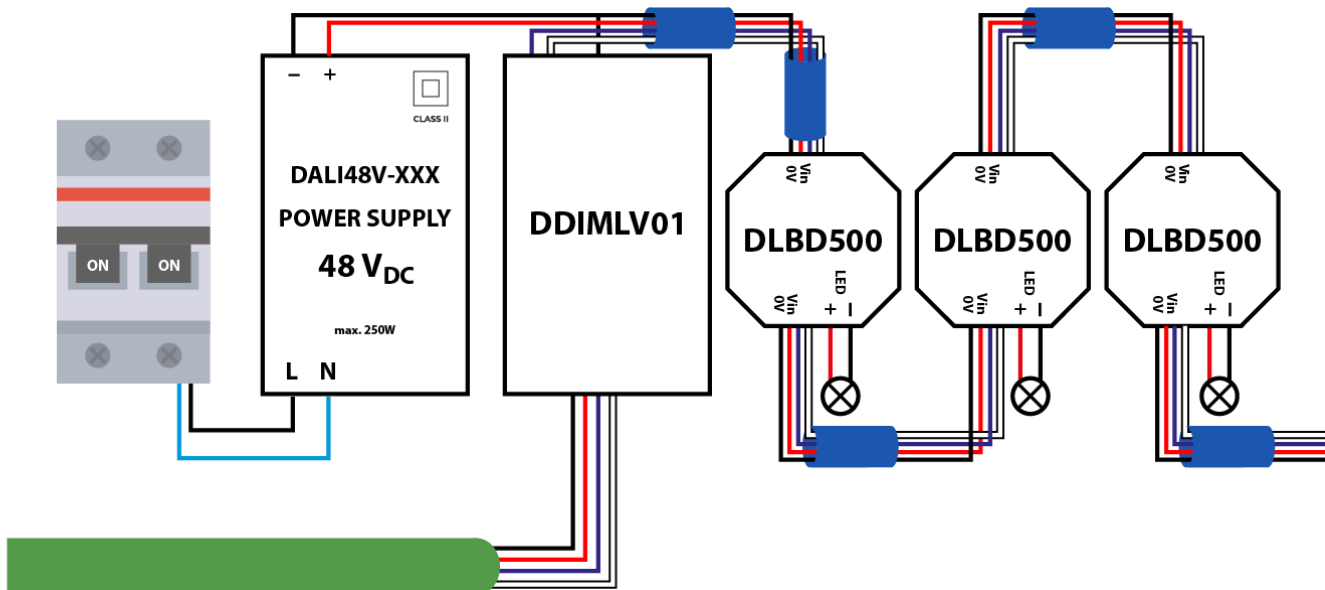 ON
ON
– +
CLASS II
DALI48V-XXX
POWER SUPPLY
48 VDC
max. 250W
L N
DDIMLV01
0V
Vin
DLBD500
0V
Vin
LED
+ –
0V
Vin
DLBD500
0V
Vin
LED
+ –
0V
Vin
DLBD500
0V
Vin
LED
+ –